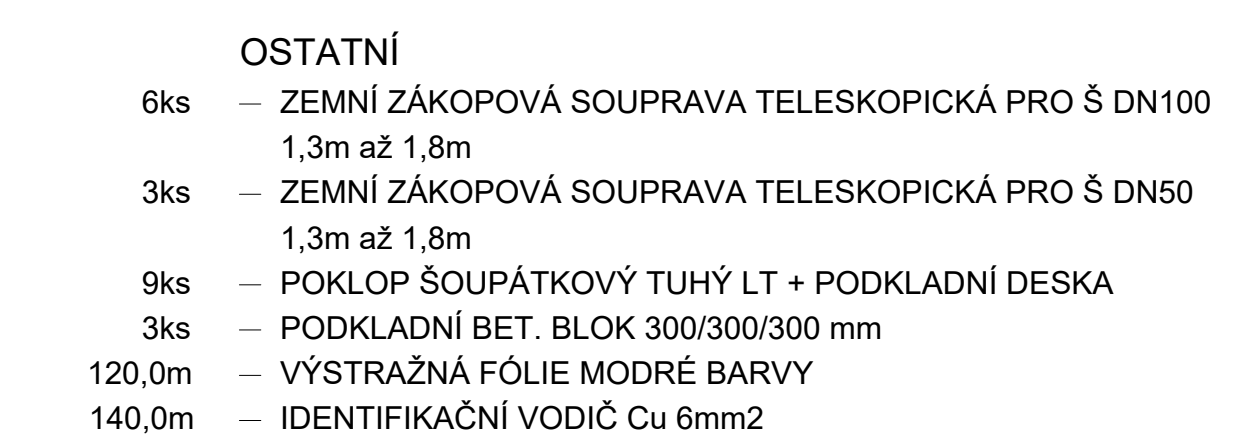 OSTATNÍ
6ks – ZEMNÍ ZÁKOPOVÁ SOUPRAVA TELESKOPICKÁ PRO Š DN100
1,3m až 1,8m
3ks – ZEMNÍ ZÁKOPOVÁ SOUPRAVA TELESKOPICKÁ PRO Š DN50
1,3m až 1,8m
9ks – POKLOP ŠOUPÁTKOVÝ TUHÝ LT + PODKLADNÍ DESKA
3ks – PODKLADNÍ BET. BLOK 300/300/300 mm
120,0m – VÝSTRAŽNÁ FÓLIE MODRÉ BARVY
140,0m – IDENTIFIKAČNÍ VODIČ Cu 6mm2